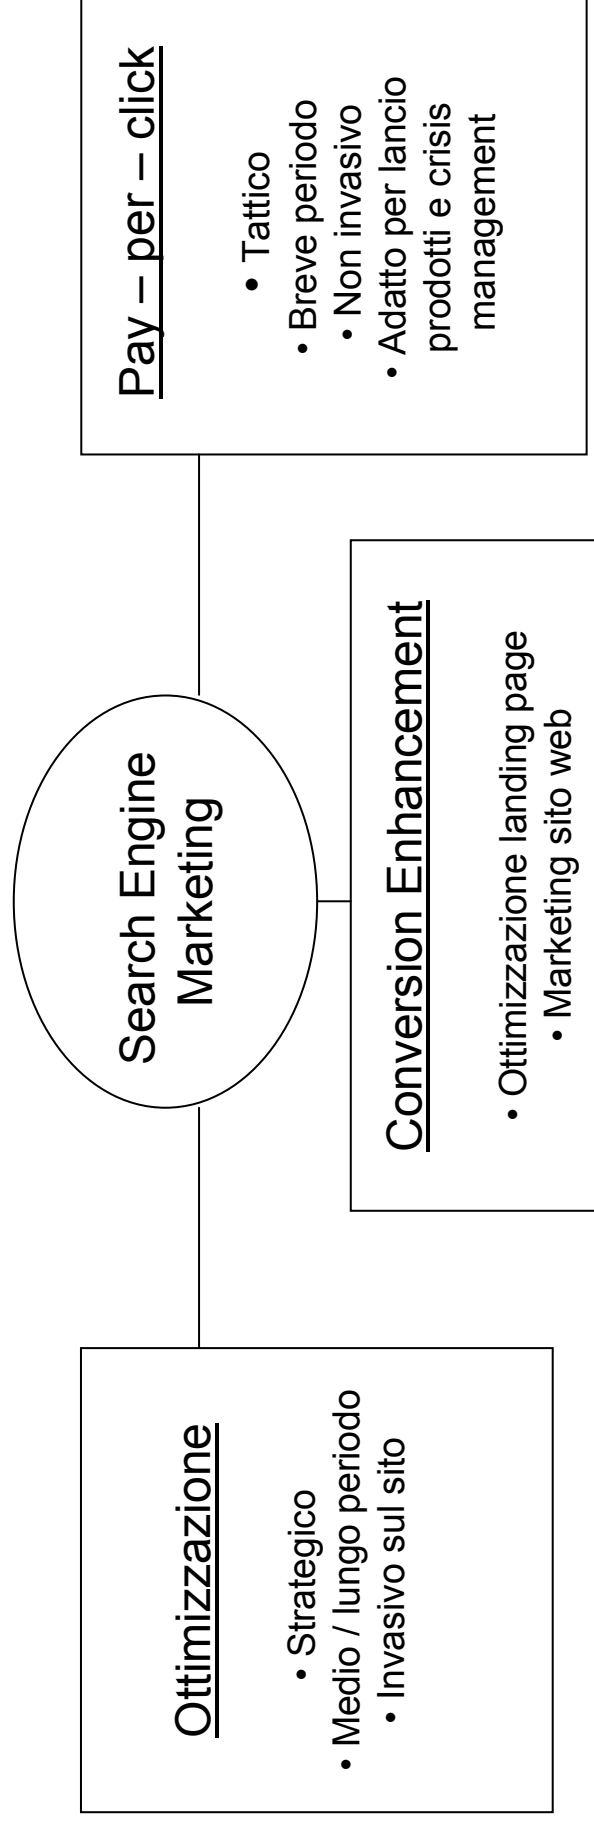 Search Engine
Marketing
Ottimizzazione
• Strategico
• Medio / lungo periodo
• Invasivo sul sito
Conversion Enhancement
• Ottimizzazione landing page
• Marketing sito web
Pay – per – click
• Tattico
• Breve periodo
• Non invasivo
• Adatto per lancio
prodotti e crisis
management